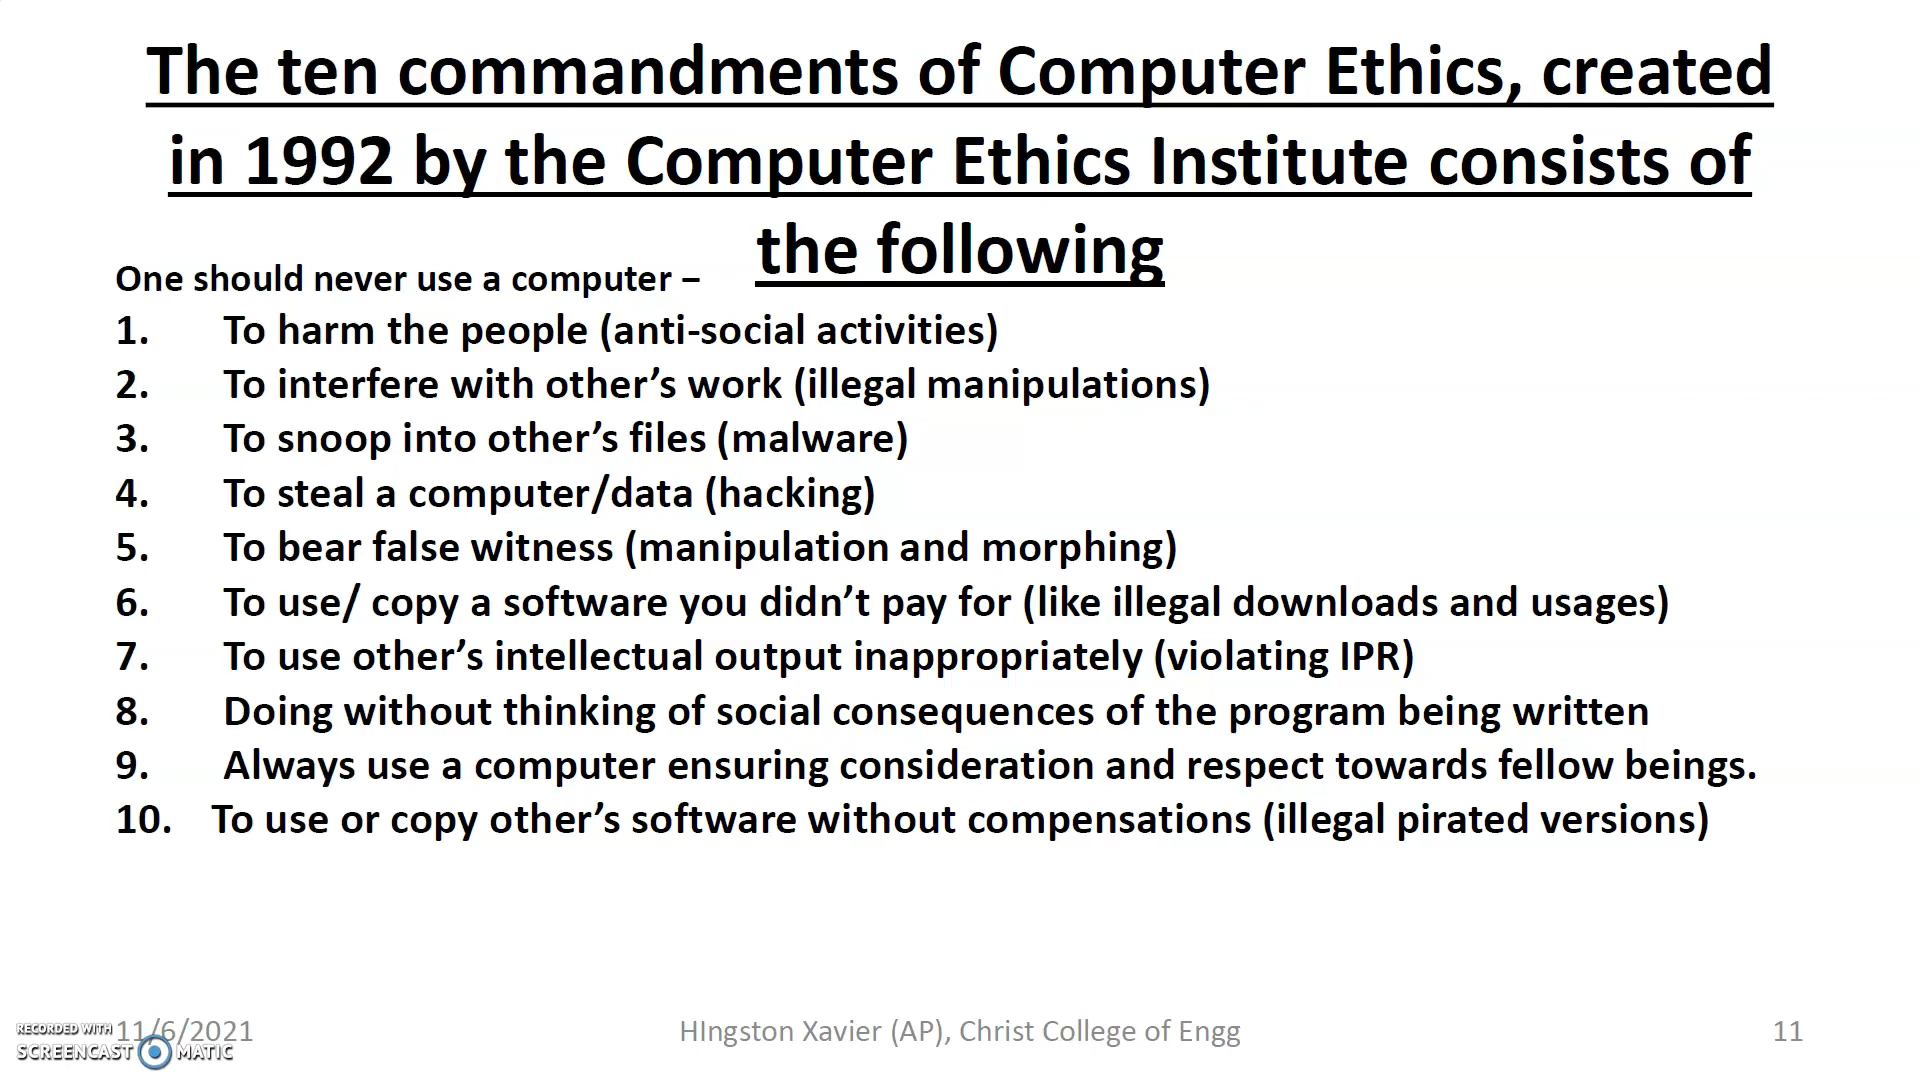 The ten commandments of Computer Ethics, created
in 1992 by the Computer Ethics Institute consists of
the following
One should never use a computer –
1. To harm the people (anti-social activities)
2. To interfere with other’s work (illegal manipulations)
3. To snoop into other’s files (malware)
4. To steal a computer/data (hacking)
5. To bear false witness (manipulation and morphing)
6. To use/ copy a software you didn’t pay for (like illegal downloads and usages)
7. To use other’s intellectual output inappropriately (violating IPR)
8. Doing without thinking of social consequences of the program being written
9. Always use a computer ensuring consideration and respect towards fellow beings.
10. To use or copy other’s software without compensations (illegal pirated versions)
11/6/2021
HIngston Xavier (AP), Christ College of Engg
11
RECORDED WITH
SCREENCAST MATIC